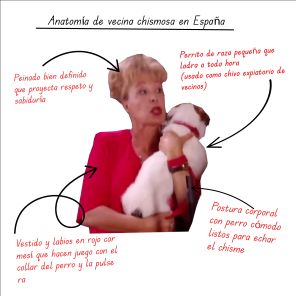 Anatomía de vecina chismosa en España
Perrito de raza pequeña que
ladra a toda hora
(usado como chivo expiatorio de
vecinos)
Peinado bien definido
que proyecta respeto y
sabiduría
Postura corporal
con perro cómodo
listos para echar
el chisme
Vestido y labios en rojo car
mesí que hacen juego con el
collar del perro y la pulse
ra